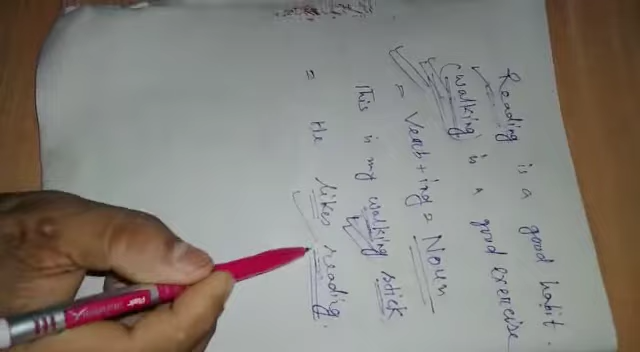 Reading is a good habit.
(Walking) is a good exercise
= Verb + ing = Noun
This is my walking stick
= He likes reading.